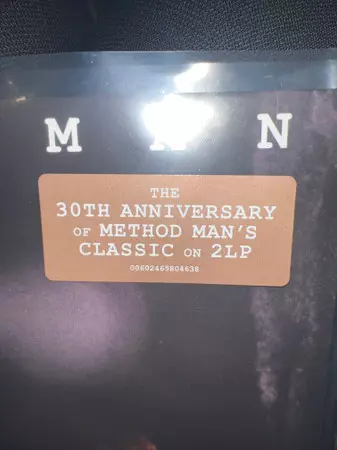 M A N
THE
30TH ANNIVERSARY
OF METHOD MAN'S
CLASSIC ON 2LP
00602465804638